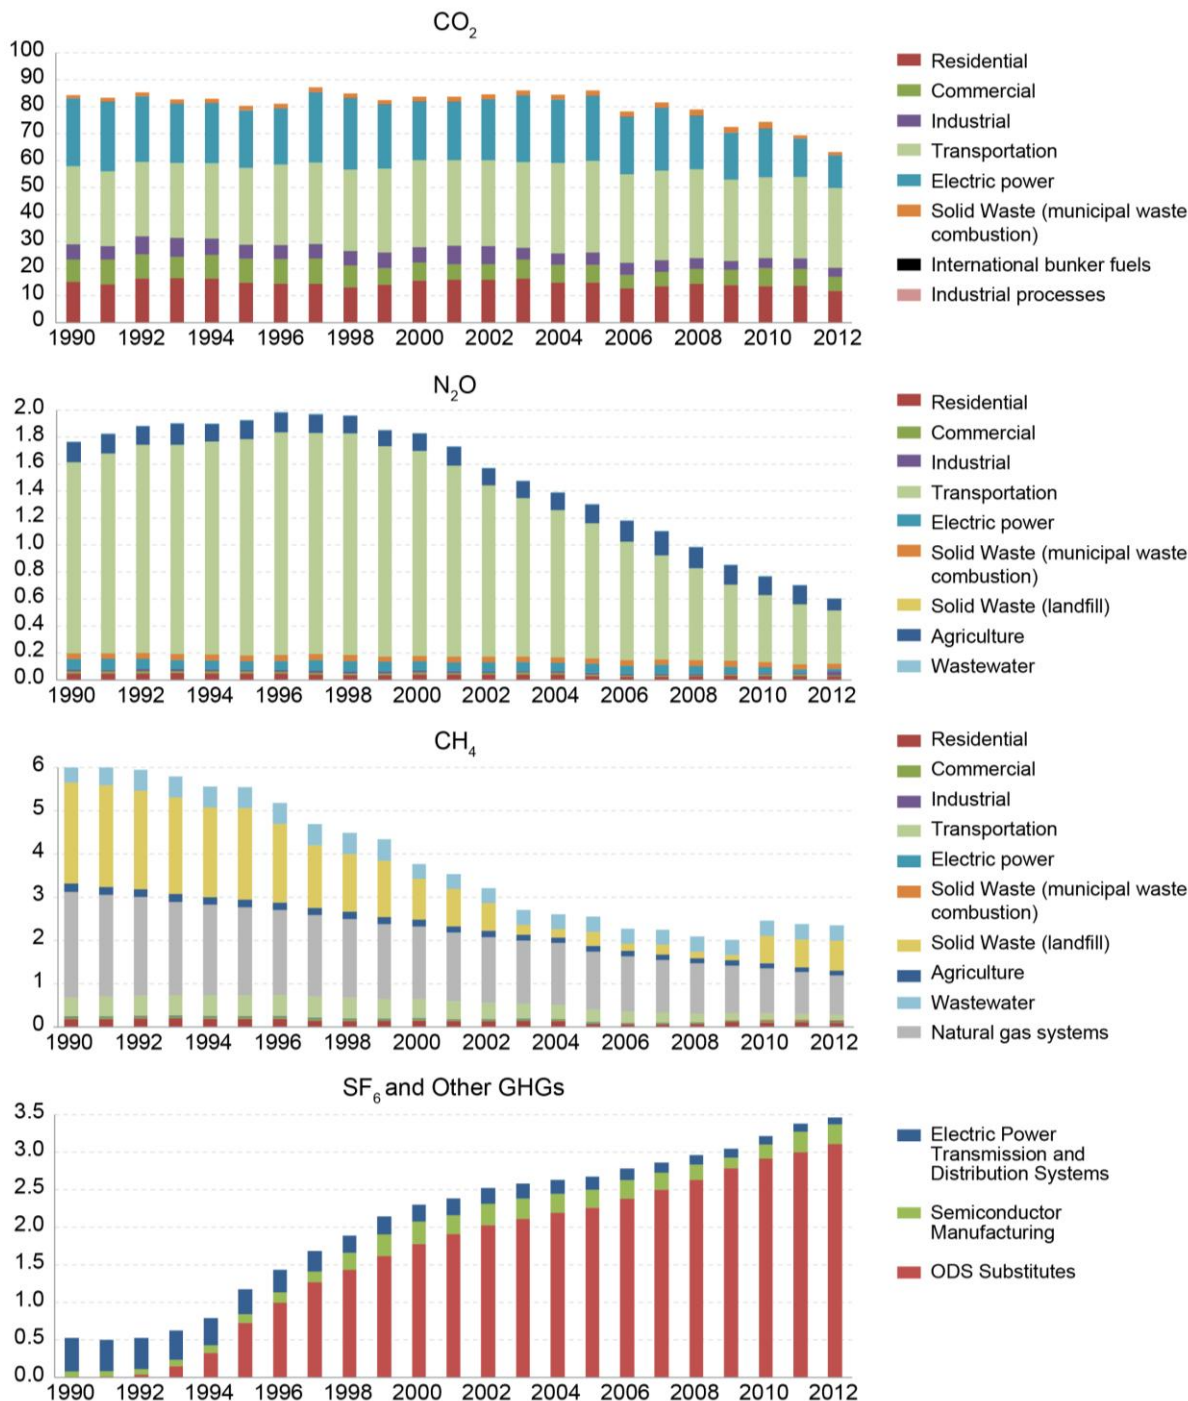 CO₂
100
90
80
70
60
50
40
30
20
10
0
1990 1992 1994 1996 1998 2000 2002 2004 2006 2008 2010 2012
Residential
Commercial
Industrial
Transportation
Electric power
Solid Waste (municipal waste
combustion)
International bunker fuels
Industrial processes
N₂O
2.0
1.8
1.6
1.4
1.2
1.0
0.8
0.6
0.4
0.2
0.0
1990 1992 1994 1996 1998 2000 2002 2004 2006 2008 2010 2012
Residential
Commercial
Industrial
Transportation
Electric power
Solid Waste (municipal waste
combustion)
Solid Waste (landfill)
Agriculture
Wastewater
CH₄
6
5
4
3
2
1
0
1990 1992 1994 1996 1998 2000 2002 2004 2006 2008 2010 2012
Residential
Commercial
Industrial
Transportation
Electric power
Solid Waste (municipal waste
combustion)
Solid Waste (landfill)
Agriculture
Wastewater
Natural gas systems
SF₆ and Other GHGs
3.5
3.0
2.5
2.0
1.5
1.0
0.5
0.0
1990 1992 1994 1996 1998 2000 2002 2004 2006 2008 2010 2012
Electric Power
Transmission and
Distribution Systems
Semiconductor
Manufacturing
ODS Substitutes